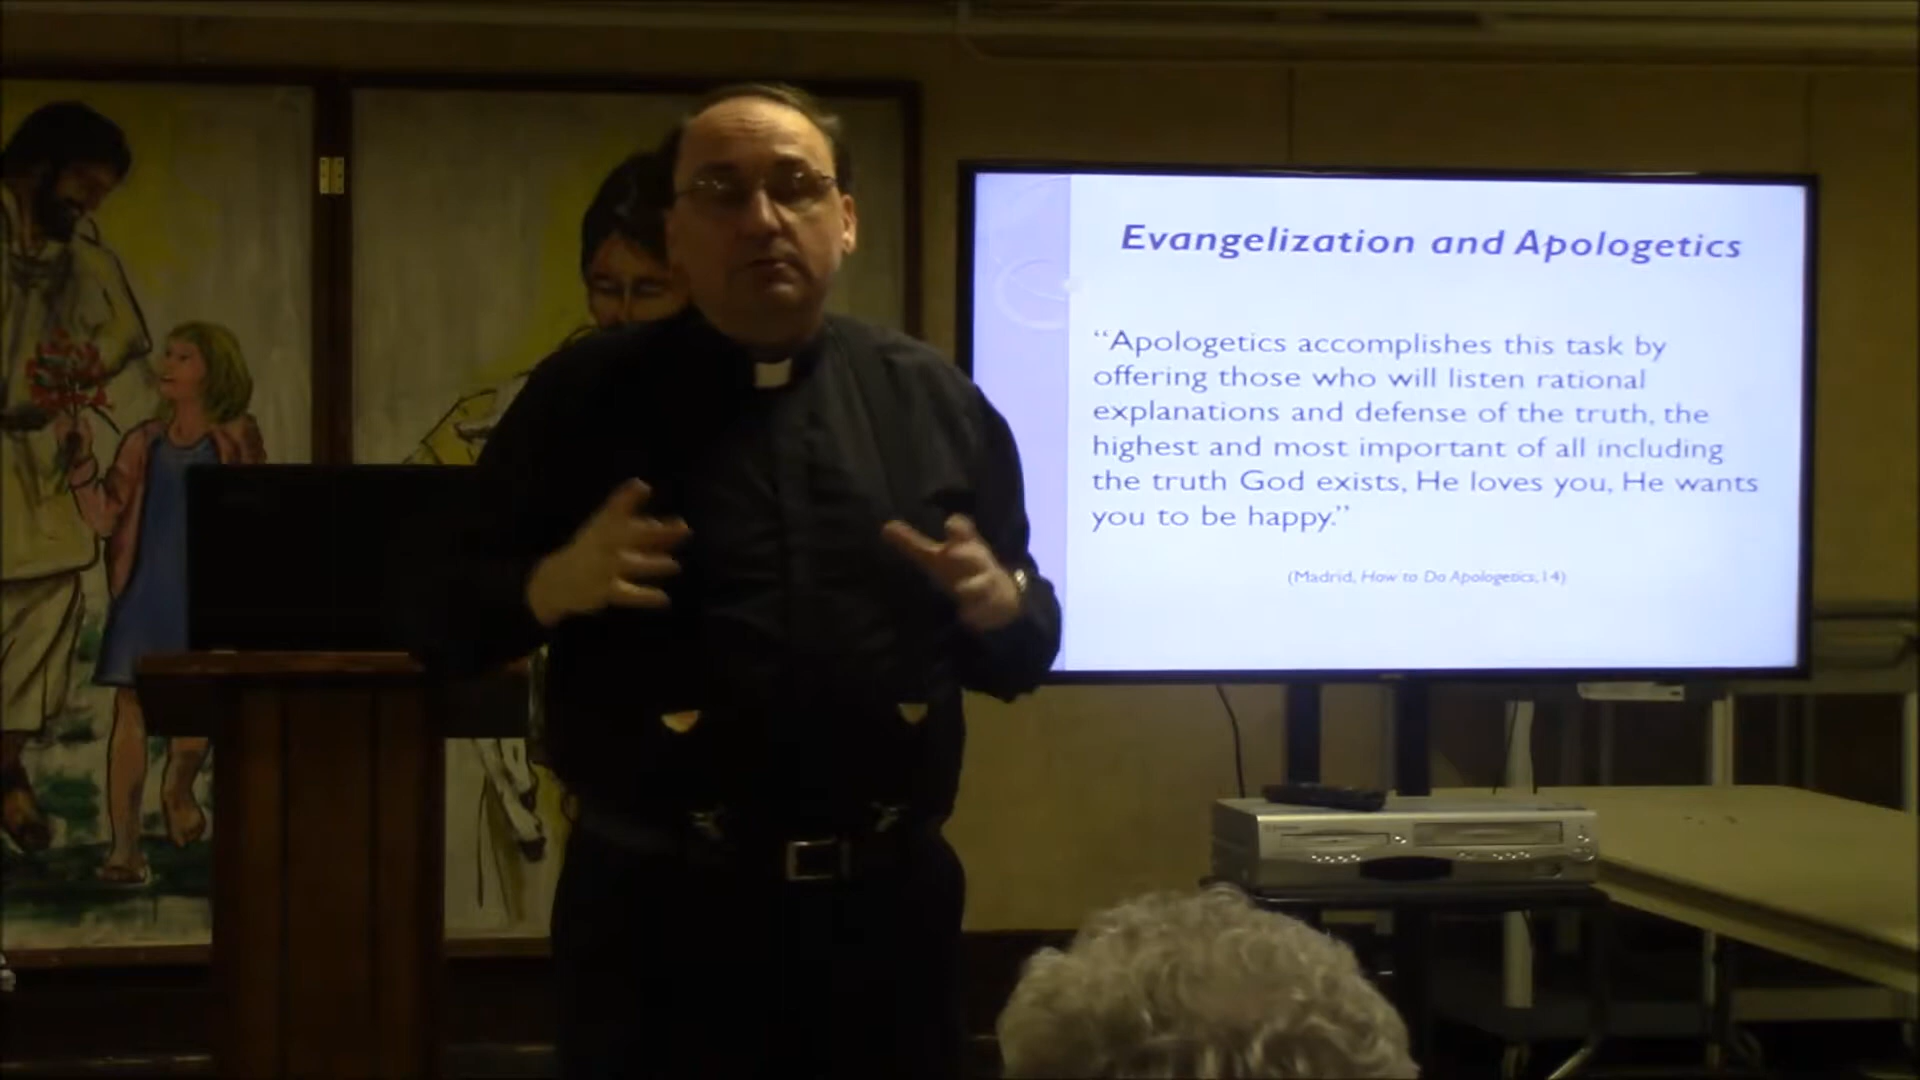 Evangelization and Apologetics
“Apologetics accomplishes this task by
offering those who will listen rational
explanations and defense of the truth, the
highest and most important of all including
the truth God exists, He loves you, He wants
you to be happy.”
(Madrid, How to Do Apologetics, 14)